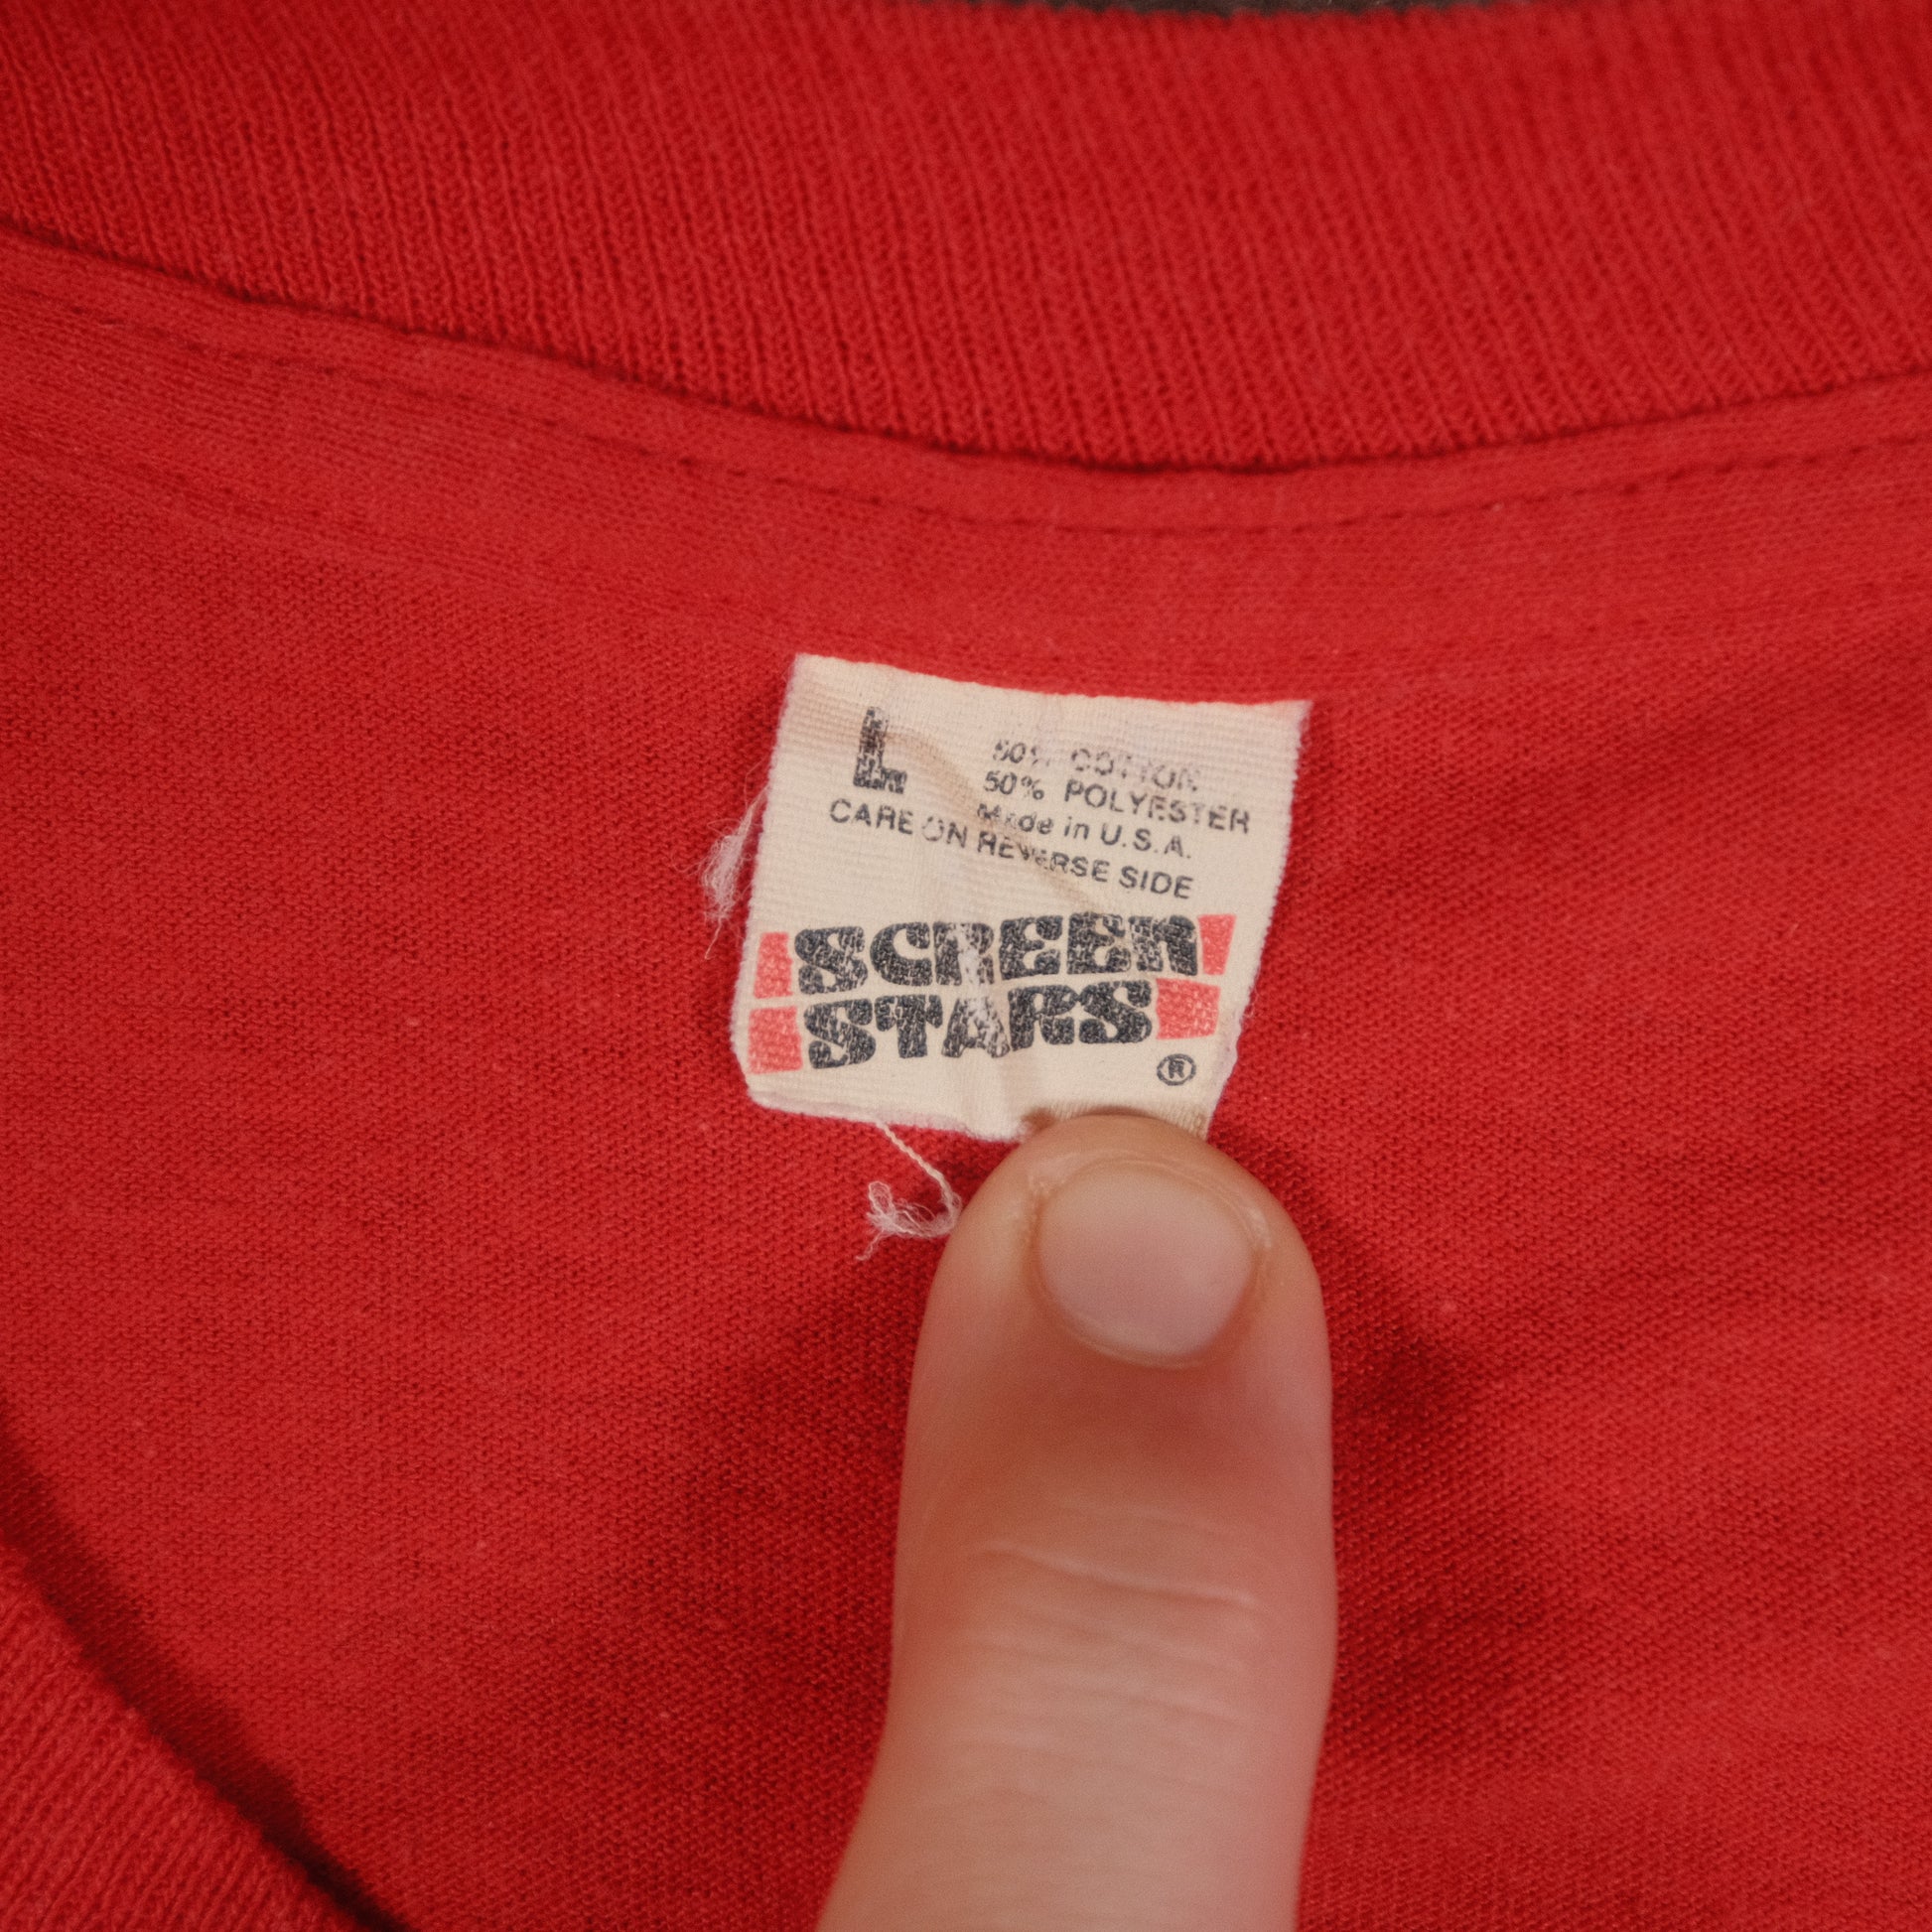 L
50% COTTON
50% POLYESTER
Made in U.S.A.
CARE ON REVERSE SIDE
SCREEN
STARS
®